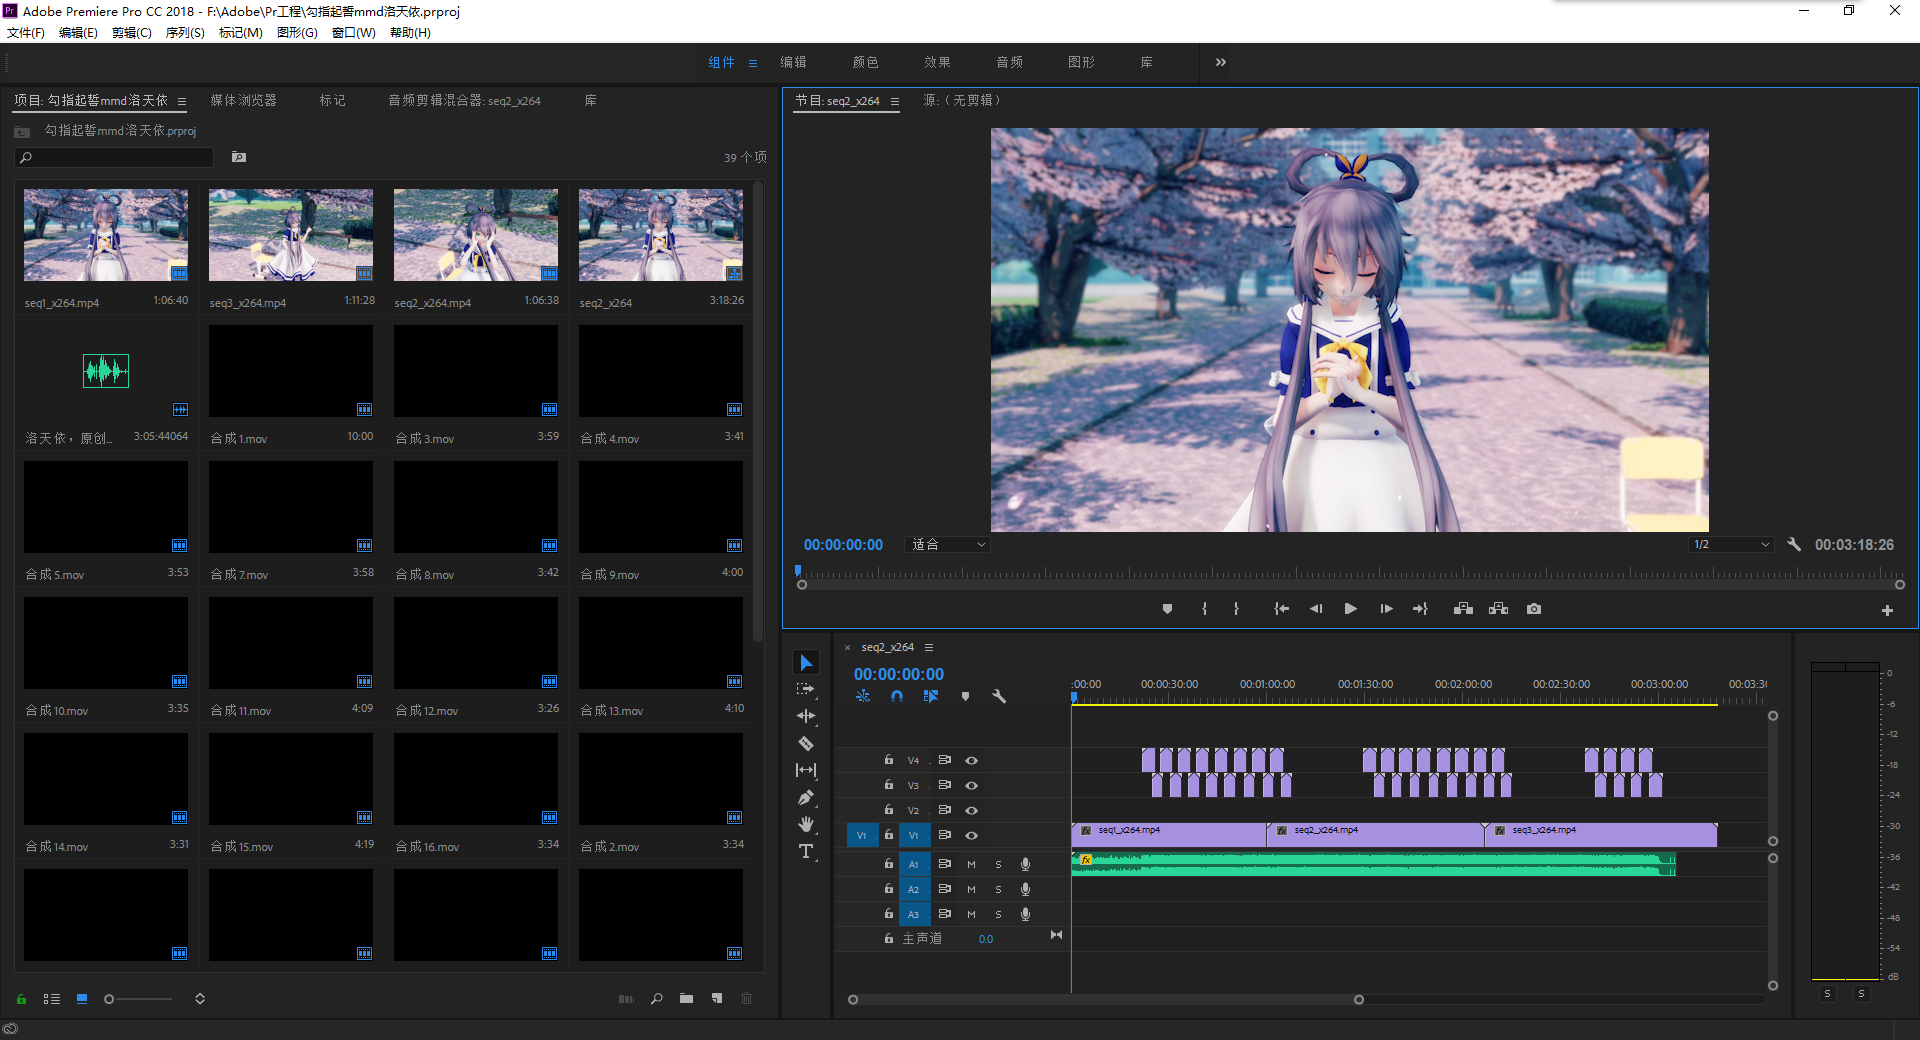 Pr Adobe Premiere Pro CC 2018 - F:\Adobe\Pr工程\勾指起誓mmd洛天依.prproj
文件(F) 编辑(E) 剪辑(C) 序列(S) 标记(M) 图形(G) 窗口(W) 帮助(H)
组件 编辑 颜色 效果 音频 图形 库
项目: 勾指起誓mmd洛天依 媒体浏览器 标记 音频剪辑混合器: seq2_x264 库
勾指起誓mmd洛天依.prproj
39 个项
seq1_x264.mp4 1:06:40 seq3_x264.mp4 1:11:28 seq2_x264.mp4 1:06:38 seq2_x264 3:18:26
洛天依，原创... 3:05:44064 合成 1.mov 10:00 合成 3.mov 3:59 合成 4.mov 3:41
合成 5.mov 3:53 合成 7.mov 3:58 合成 8.mov 3:42 合成 9.mov 4:00
合成 10.mov 3:35 合成 11.mov 4:09 合成 12.mov 3:26 合成 13.mov 4:10
合成 14.mov 3:31 合成 15.mov 4:19 合成 16.mov 3:34 合成 2.mov 3:34
节目: seq2_x264 源:（无剪辑）
00:00:00:00 适合 1/2 00:03:18:26
× seq2_x264
00:00:00:00
:00:00 00:00:30:00 00:01:00:00 00:01:30:00 00:02:00:00 00:02:30:00 00:03:00:00 00:03:30
V4
V3
V2
V1 V1 fx seq1_x264.mp4 fx seq2_x264.mp4 fx seq3_x264.mp4
A1 M S fx
A2 M S
A3 M S
主声道 0.0
0
-6
-12
-18
-24
-30
-36
-42
-48
-54
dB
S S